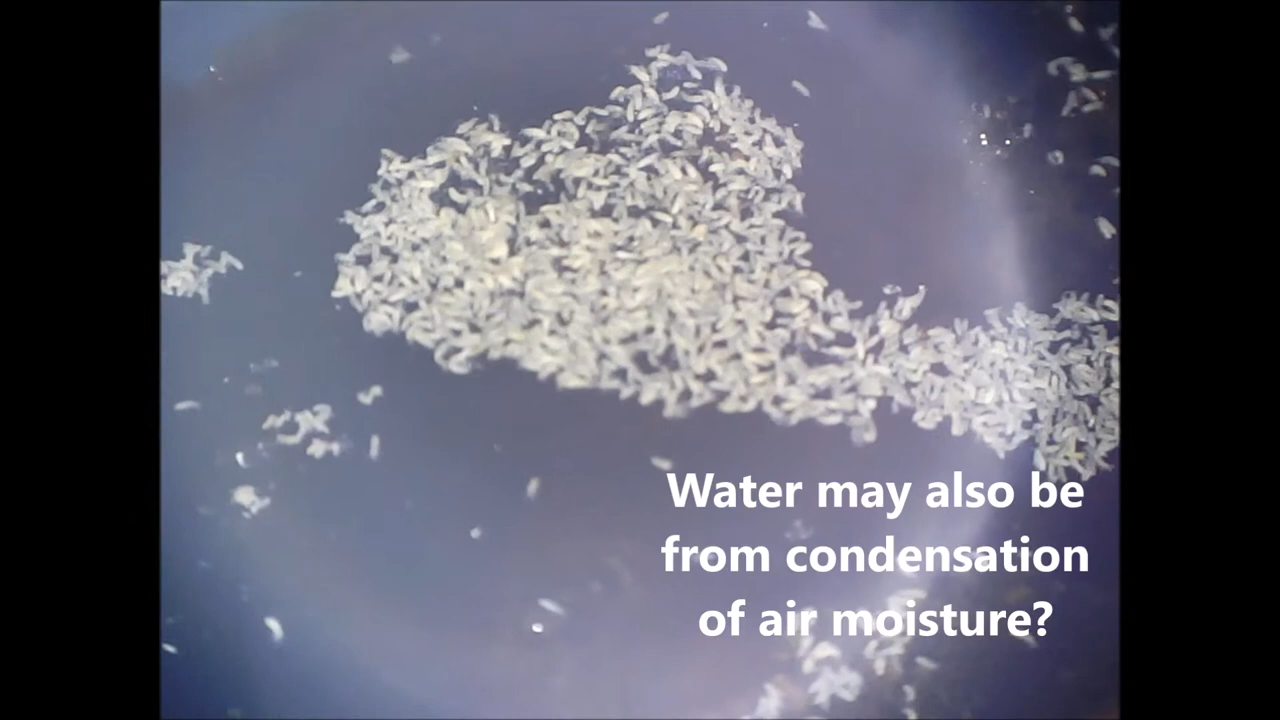 Water may also be
from condensation
of air moisture?